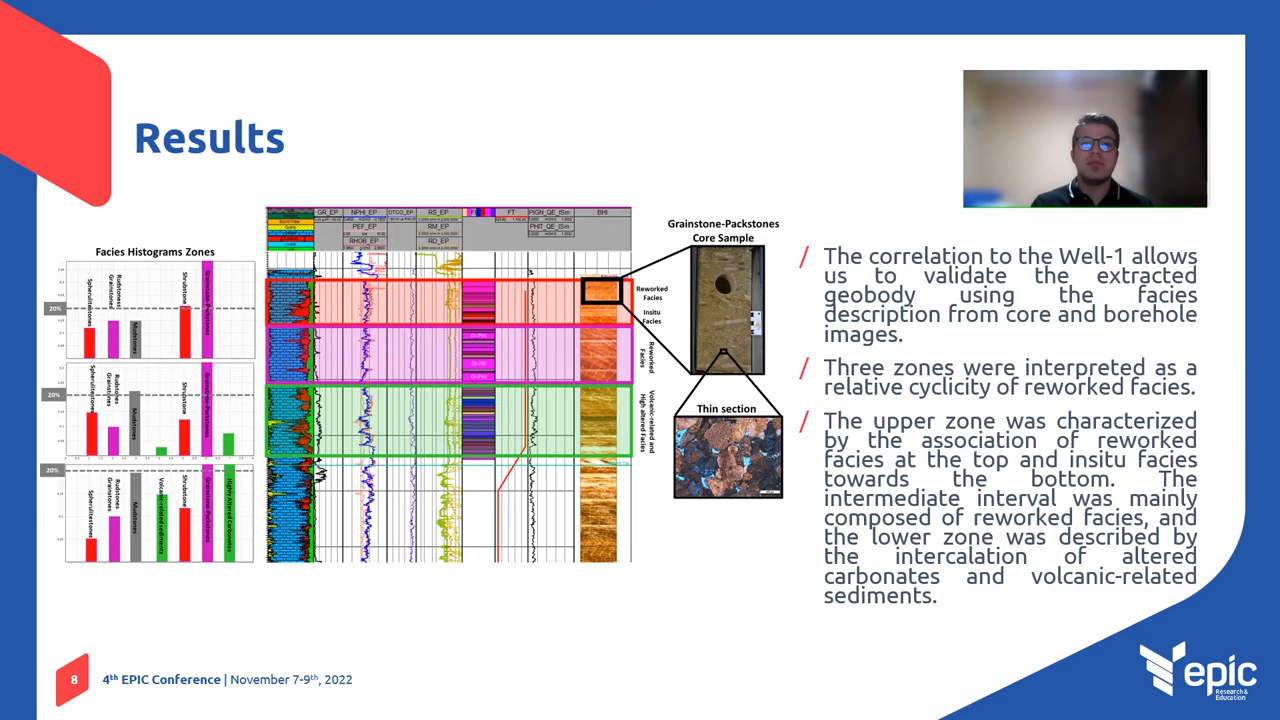 Results
Facies Histograms Zones
20%
Spherulitestones
Rudstones/
Grainstones
Mudstones
Shrubstone
Grainstone-Packstones
20%
Spherulitestones
Rudstones
Grainstones
Mudstones
Shrubstone
Grainstone-Packstones
20%
Spherulitestones
Rudstones
Grainstones
Mudstones
Volcanic-related sediments
Shrubstone
Grainstone-Packstones
Highly Altered Carbonates
GR_EP
NPHI_EP
DTCO_EP
RS_EP
FT
PIGN_QE_ISm
BHI
PEF_EP
RM_EP
PHIT_QE_ISm
RHOB_EP
RD_EP
Reworked
Facies
Insitu
Facies
Reworked
Facies
Volcanic-related and
High altered Facies
Grainstone-Packstones
Core Sample
Thin section
/ The correlation to the Well-1 allows
us to validate the extracted
geobody using the facies
description from core and borehole
images.
/ Three zones were interpreted as a
relative cyclicity of reworked facies.
/ The upper zone was characterized
by the association of reworked
facies at the top and insitu facies
towards the bottom. The
intermediate interval was mainly
composed of reworked facies, and
the lower zone was described by
the intercalation of altered
carbonates and volcanic-related
sediments.
8
4th EPIC Conference | November 7-9th, 2022
epic
Research &
Education